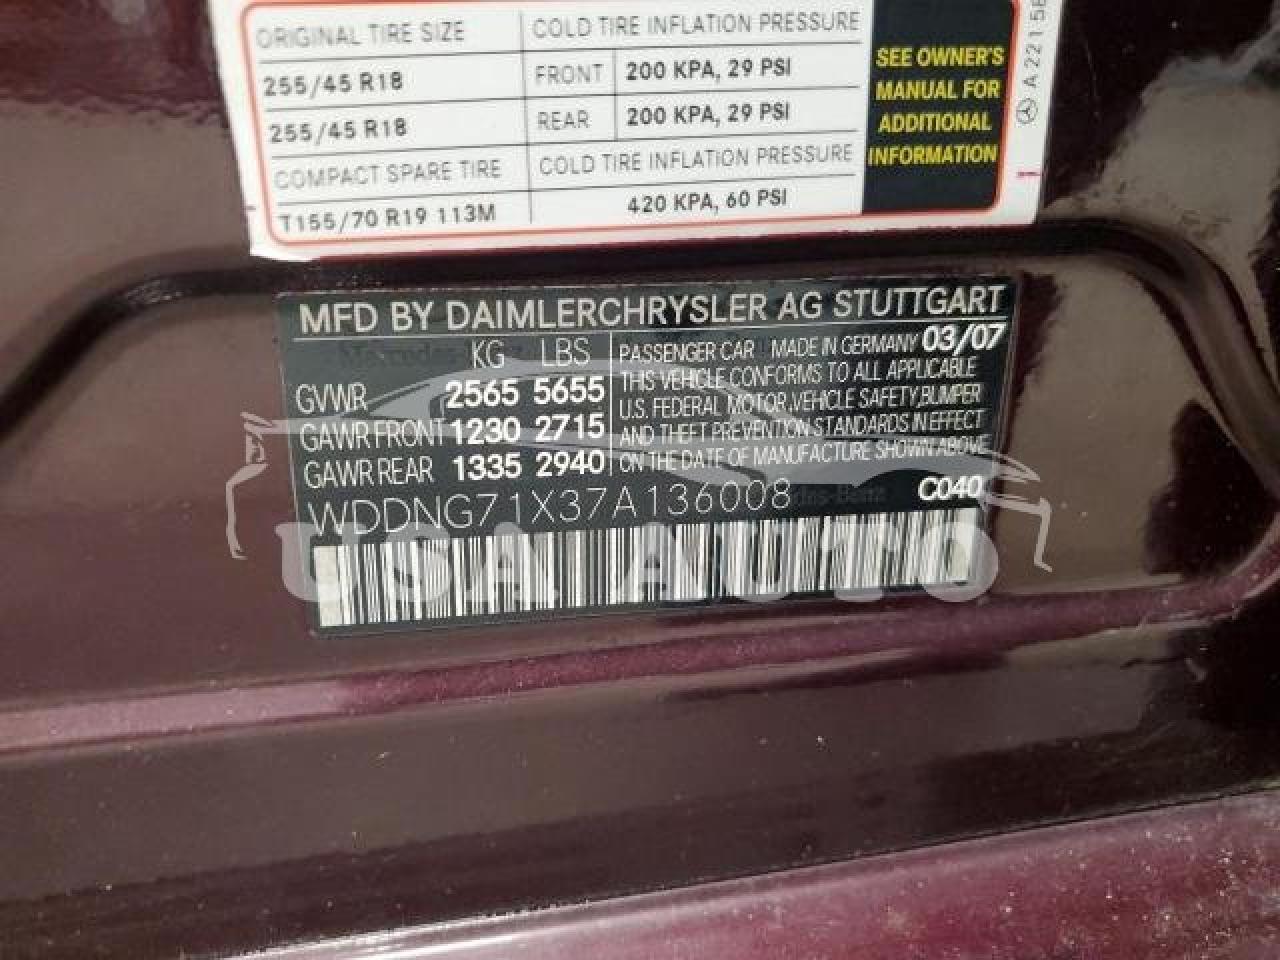 ORIGINAL TIRE SIZE COLD TIRE INFLATION PRESSURE
255/45 R18 FRONT 200 KPA, 29 PSI
255/45 R18 REAR 200 KPA, 29 PSI
COMPACT SPARE TIRE COLD TIRE INFLATION PRESSURE
T155/70 R19 113M 420 KPA, 60 PSI
SEE OWNER'S
MANUAL FOR
ADDITIONAL
INFORMATION
A 221 58
MFD BY DAIMLERCHRYSLER AG STUTTGART
KG LBS
GVWR 2565 5655
GAWR FRONT 1230 2715
GAWR REAR 1335 2940
PASSENGER CAR MADE IN GERMANY 03/07
THIS VEHICLE CONFORMS TO ALL APPLICABLE
U.S. FEDERAL MOTOR, VEHICLE SAFETY, BUMPER
AND THEFT PREVENTION STANDARDS IN EFFECT
ON THE DATE OF MANUFACTURE SHOWN ABOVE
WDDNG71X37A136008 C040
USA AUTO